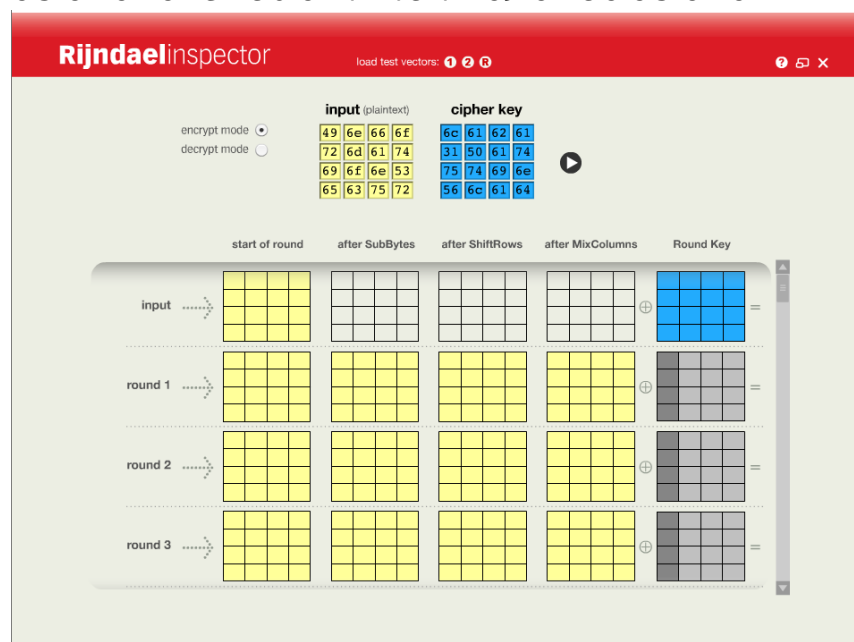 Rijndaelinspector
load test vectors: 1 2 R
? X
input (plaintext) cipher key
encrypt mode
decrypt mode
49 6e 66 6f 6c 61 62 61
72 6d 61 74 31 50 61 74
69 6f 6e 53 75 74 69 6e
65 63 75 72 56 6c 61 64
start of round after SubBytes after ShiftRows after MixColumns Round Key
input ⊕ =
round 1 ⊕ =
round 2 ⊕ =
round 3 ⊕ =